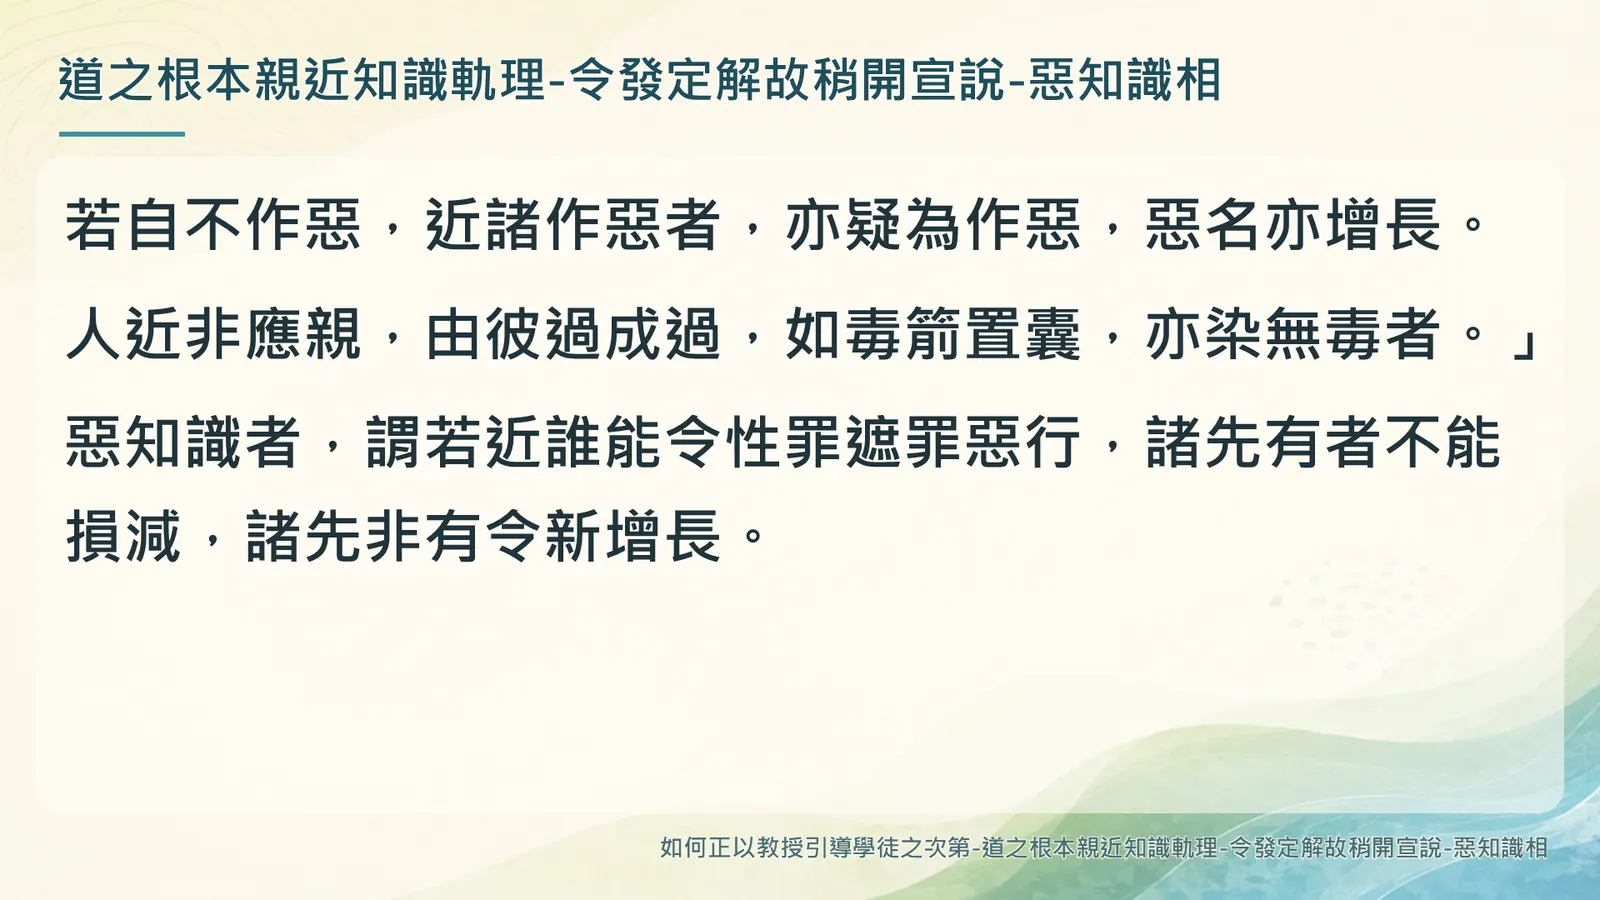 道之根本親近知識軌理-令發定解故稍開宣說-惡知識相
若自不作惡，近諸作惡者，亦疑為作惡，惡名亦增長。
人近非應親，由彼過成過，如毒箭置囊，亦染無毒者。」
惡知識者，謂若近誰能令性罪遮罪惡行，諸先有者不能
損減，諸先非有令新增長。
如何正以教授引導學徒之次第-道之根本親近知識軌理-令發定解故稍開宣說-惡知識相